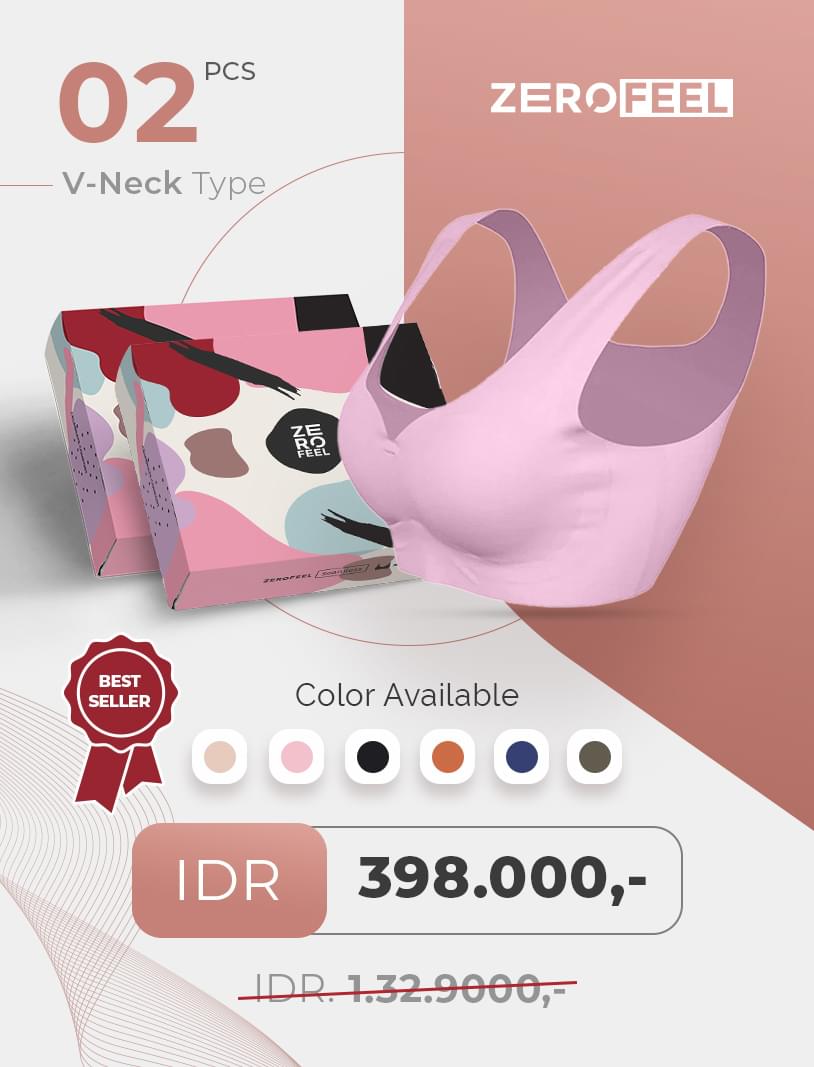 02 PCS
V-Neck Type
ZEROFEEL
ZE
RO
FEEL
ZEROFEEL seamless
BEST
SELLER
Color Available
IDR 398.000,-
IDR. 1.32.9000,-